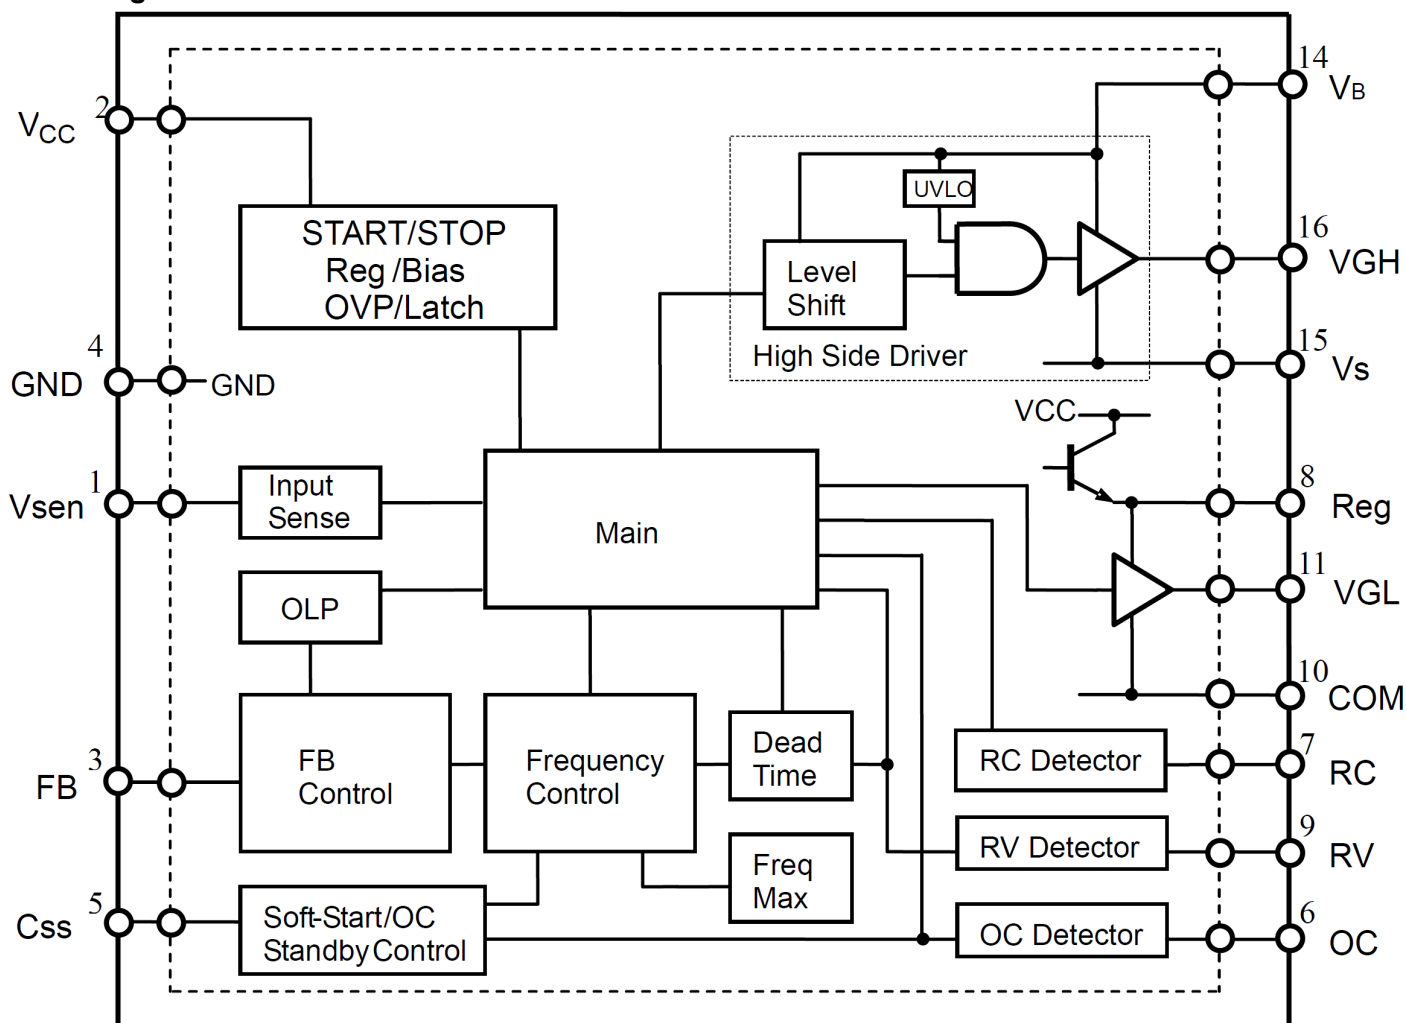 14
VB
2
VCC
UVLO
START/STOP
Reg /Bias
OVP/Latch
16
VGH
Level
Shift
High Side Driver
15
Vs
4
GND
GND
VCC
1
Vsen
Input
Sense
8
Reg
Main
11
VGL
OLP
10
COM
3
FB
FB
Control
Frequency
Control
Dead
Time
RC Detector
7
RC
Freq
Max
RV Detector
9
RV
5
Css
Soft-Start/OC
Standby Control
OC Detector
6
OC